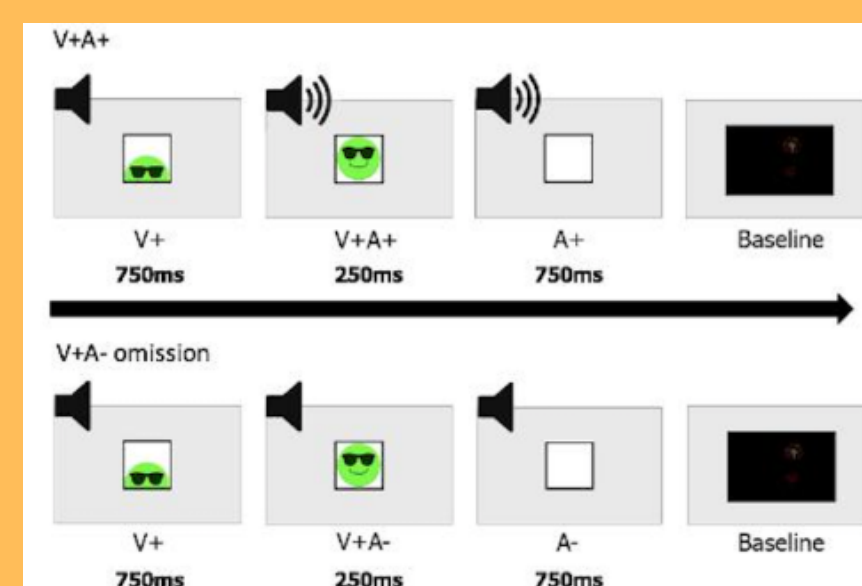 V+A+
V+ V+A+ A+ Baseline
750ms 250ms 750ms
V+A- omission
V+ V+A- A- Baseline
750ms 250ms 750ms